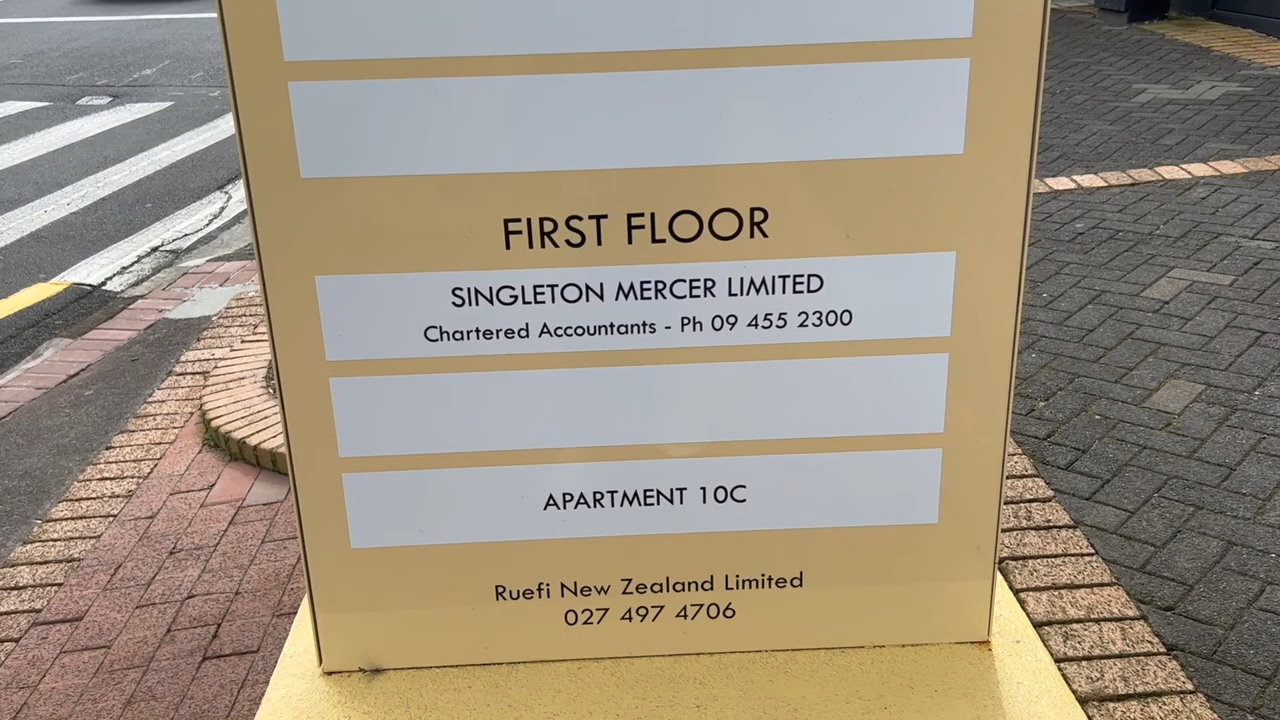 FIRST FLOOR
SINGLETON MERCER LIMITED
Chartered Accountants - Ph 09 455 2300
APARTMENT 10C
Ruefi New Zealand Limited
027 497 4706